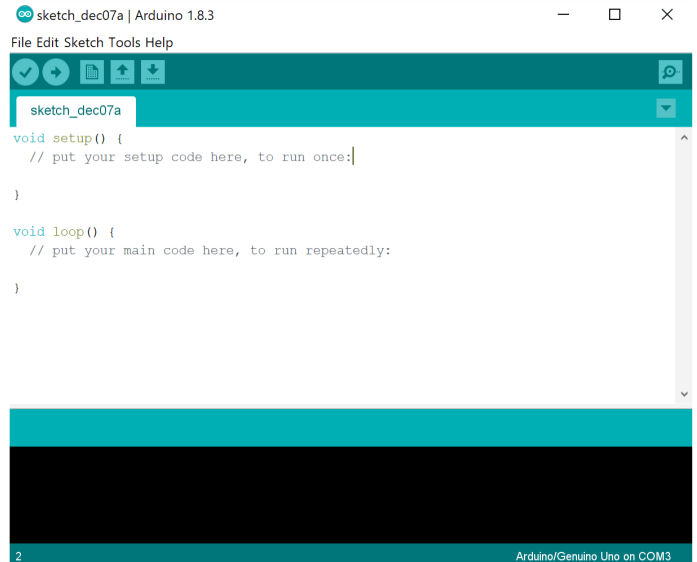 sketch_dec07a | Arduino 1.8.3
File Edit Sketch Tools Help
sketch_dec07a
void setup() {
  // put your setup code here, to run once:

}

void loop() {
  // put your main code here, to run repeatedly:

}
2
Arduino/Genuino Uno on COM3